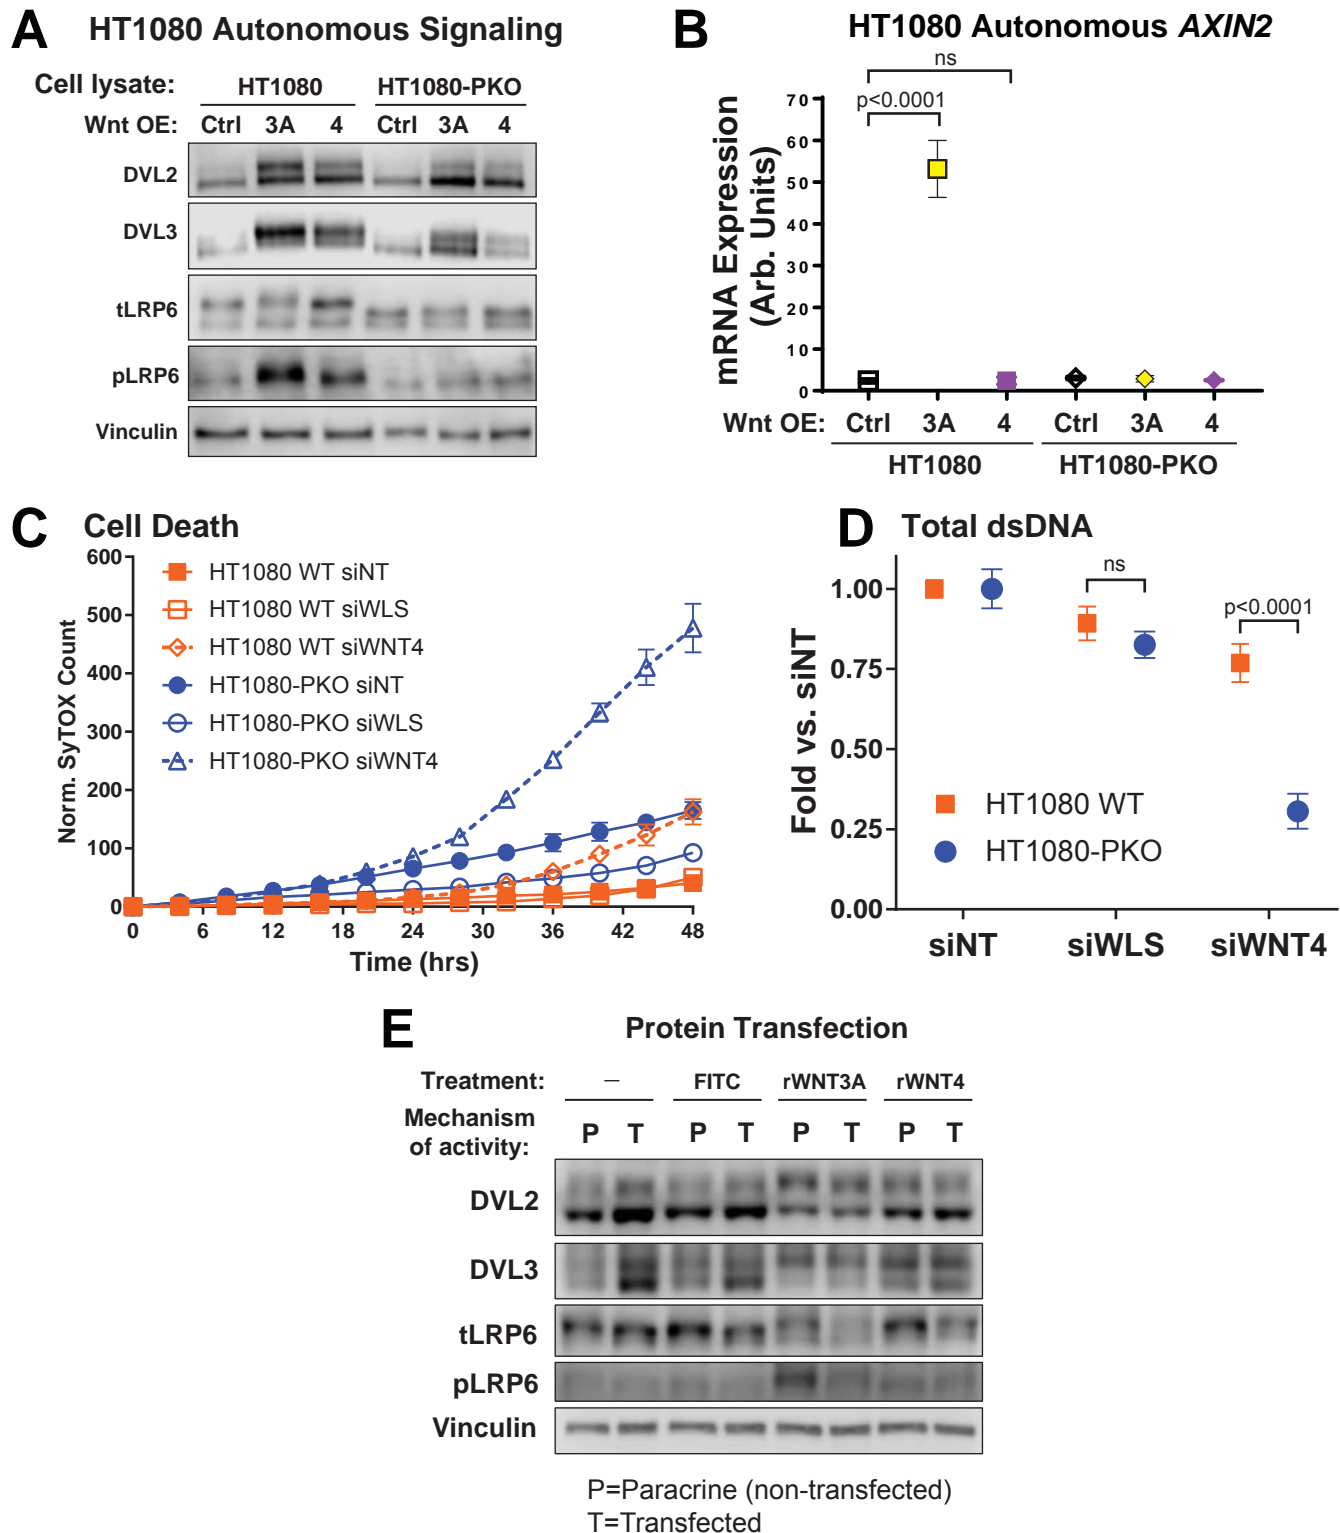 A HT1080 Autonomous Signaling
Cell lysate: HT1080 HT1080-PKO
Wnt OE: Ctrl 3A 4 Ctrl 3A 4
DVL2
DVL3
tLRP6
pLRP6
Vinculin
B HT1080 Autonomous AXIN2
ns
p<0.0001
mRNA Expression
(Arb. Units)
70
60
50
40
30
20
10
0
Wnt OE: Ctrl 3A 4 Ctrl 3A 4
HT1080 HT1080-PKO
C Cell Death
Norm. SyTOX Count
600
500
400
300
200
100
0
HT1080 WT siNT
HT1080 WT siWLS
HT1080 WT siWNT4
HT1080-PKO siNT
HT1080-PKO siWLS
HT1080-PKO siWNT4
0 6 12 18 24 30 36 42 48
Time (hrs)
D Total dsDNA
Fold vs. siNT
1.00
0.75
0.50
0.25
0.00
ns
p<0.0001
HT1080 WT
HT1080-PKO
siNT siWLS siWNT4
E Protein Transfection
Treatment: – FITC rWNT3A rWNT4
Mechanism
of activity: P T P T P T P T
DVL2
DVL3
tLRP6
pLRP6
Vinculin
P=Paracrine (non-transfected)
T=Transfected